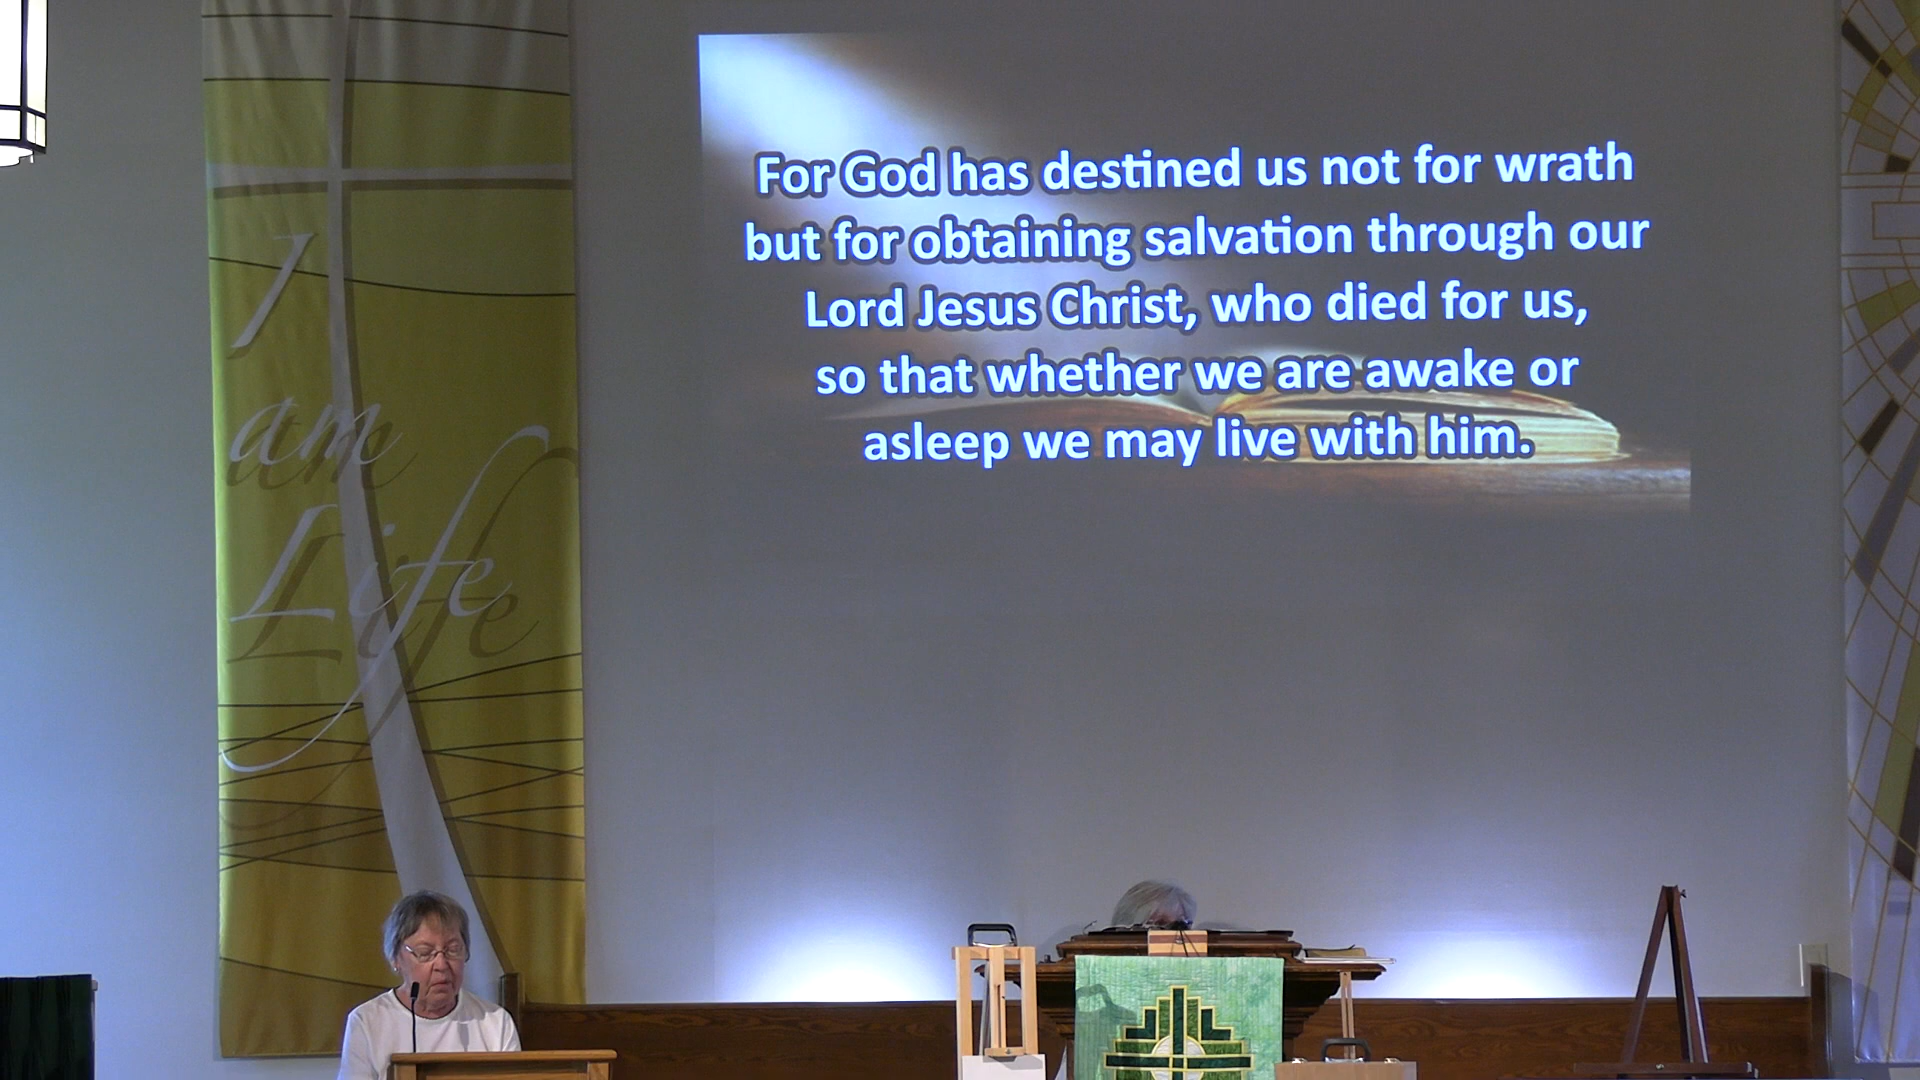 I
am
Life
For God has destined us not for wrath
but for obtaining salvation through our
Lord Jesus Christ, who died for us,
so that whether we are awake or
asleep we may live with him.